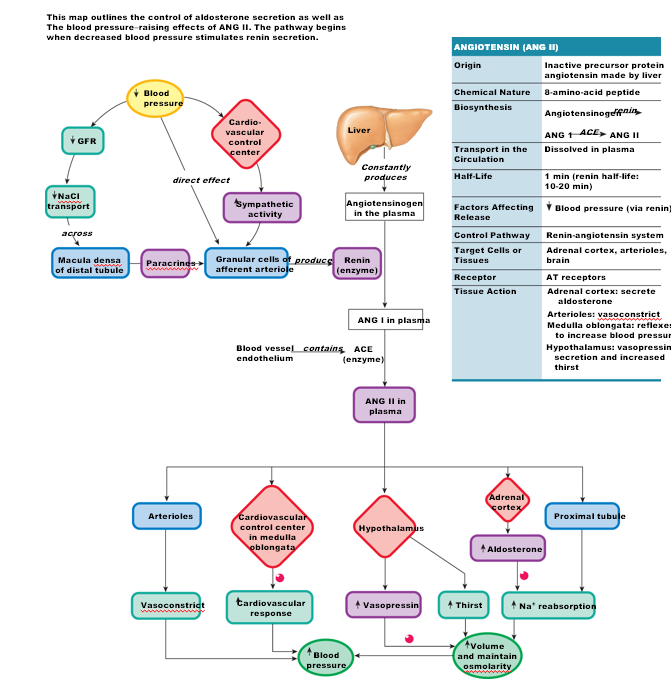 This map outlines the control of aldosterone secretion as well as
The blood pressure–raising effects of ANG II. The pathway begins
when decreased blood pressure stimulates renin secretion.
Blood
pressure
GFR
Cardio-
vascular
control
center
NaCl
transport
direct effect
Sympathetic
activity
across
Macula densa
of distal tubule
Paracrines
Granular cells of
afferent arteriole
produce
Renin
(enzyme)
Liver
Constantly
produces
Angiotensinogen
in the plasma
ANG I in plasma
Blood vessel
endothelium
contains
ACE
(enzyme)
ANG II in
plasma
ANGIOTENSIN (ANG II)
Origin
Inactive precursor protein
angiotensin made by liver
Chemical Nature
8-amino-acid peptide
Biosynthesis
Angiotensinogen renin
ANG 1 ACE ANG II
Transport in the
Circulation
Dissolved in plasma
Half-Life
1 min (renin half-life:
10-20 min)
Factors Affecting
Release
Blood pressure (via renin)
Control Pathway
Renin-angiotensin system
Target Cells or
Tissues
Adrenal cortex, arterioles,
brain
Receptor
AT receptors
Tissue Action
Adrenal cortex: secrete
aldosterone
Arterioles: vasoconstrict
Medulla oblongata: reflexes
to increase blood pressur
Hypothalamus: vasopressin
secretion and increased
thirst
Arterioles
Cardiovascular
control center
in medulla
oblongata
Hypothalamus
Adrenal
cortex
Proximal tubule
Aldosterone
Vasoconstrict
Cardiovascular
response
Vasopressin
Thirst
Na⁺ reabsorption
Blood
pressure
Volume
and maintain
osmolarity